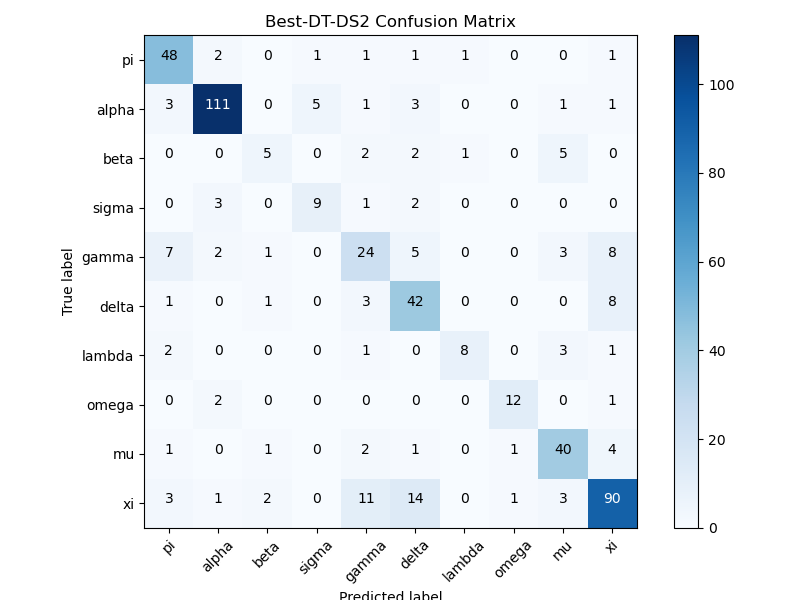 Best-DT-DS2 Confusion Matrix
pi 48 2 0 1 1 1 1 0 0 1
alpha 3 111 0 5 1 3 0 0 1 1
beta 0 0 5 0 2 2 1 0 5 0
sigma 0 3 0 9 1 2 0 0 0 0
gamma 7 2 1 0 24 5 0 0 3 8
delta 1 0 1 0 3 42 0 0 0 8
lambda 2 0 0 0 1 0 8 0 3 1
omega 0 2 0 0 0 0 0 12 0 1
mu 1 0 1 0 2 1 0 1 40 4
xi 3 1 2 0 11 14 0 1 3 90
pi alpha beta sigma gamma delta lambda omega mu xi
Predicted label
True label
100
80
60
40
20
0